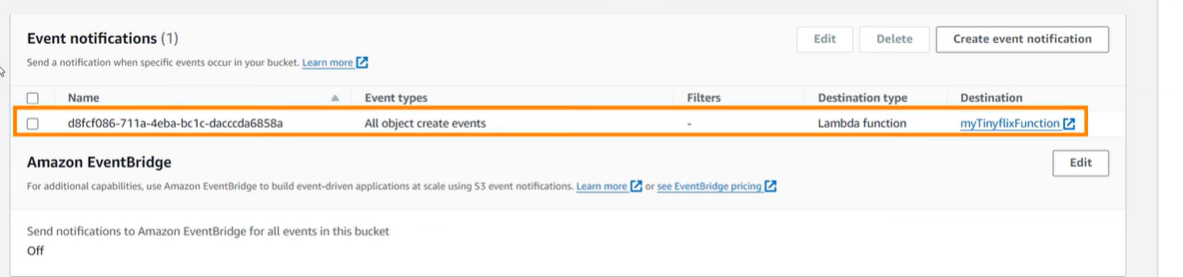 Event notifications (1)
Edit
Delete
Create event notification
Send a notification when specific events occur in your bucket. Learn more
Name
Event types
Filters
Destination type
Destination
d8fcf086-711a-4eba-bc1c-dacccda6858a
All object create events
-
Lambda function
myTinyflixFunction
Amazon EventBridge
Edit
For additional capabilities, use Amazon EventBridge to build event-driven applications at scale using S3 event notifications. Learn more or see EventBridge pricing
Send notifications to Amazon EventBridge for all events in this bucket
Off